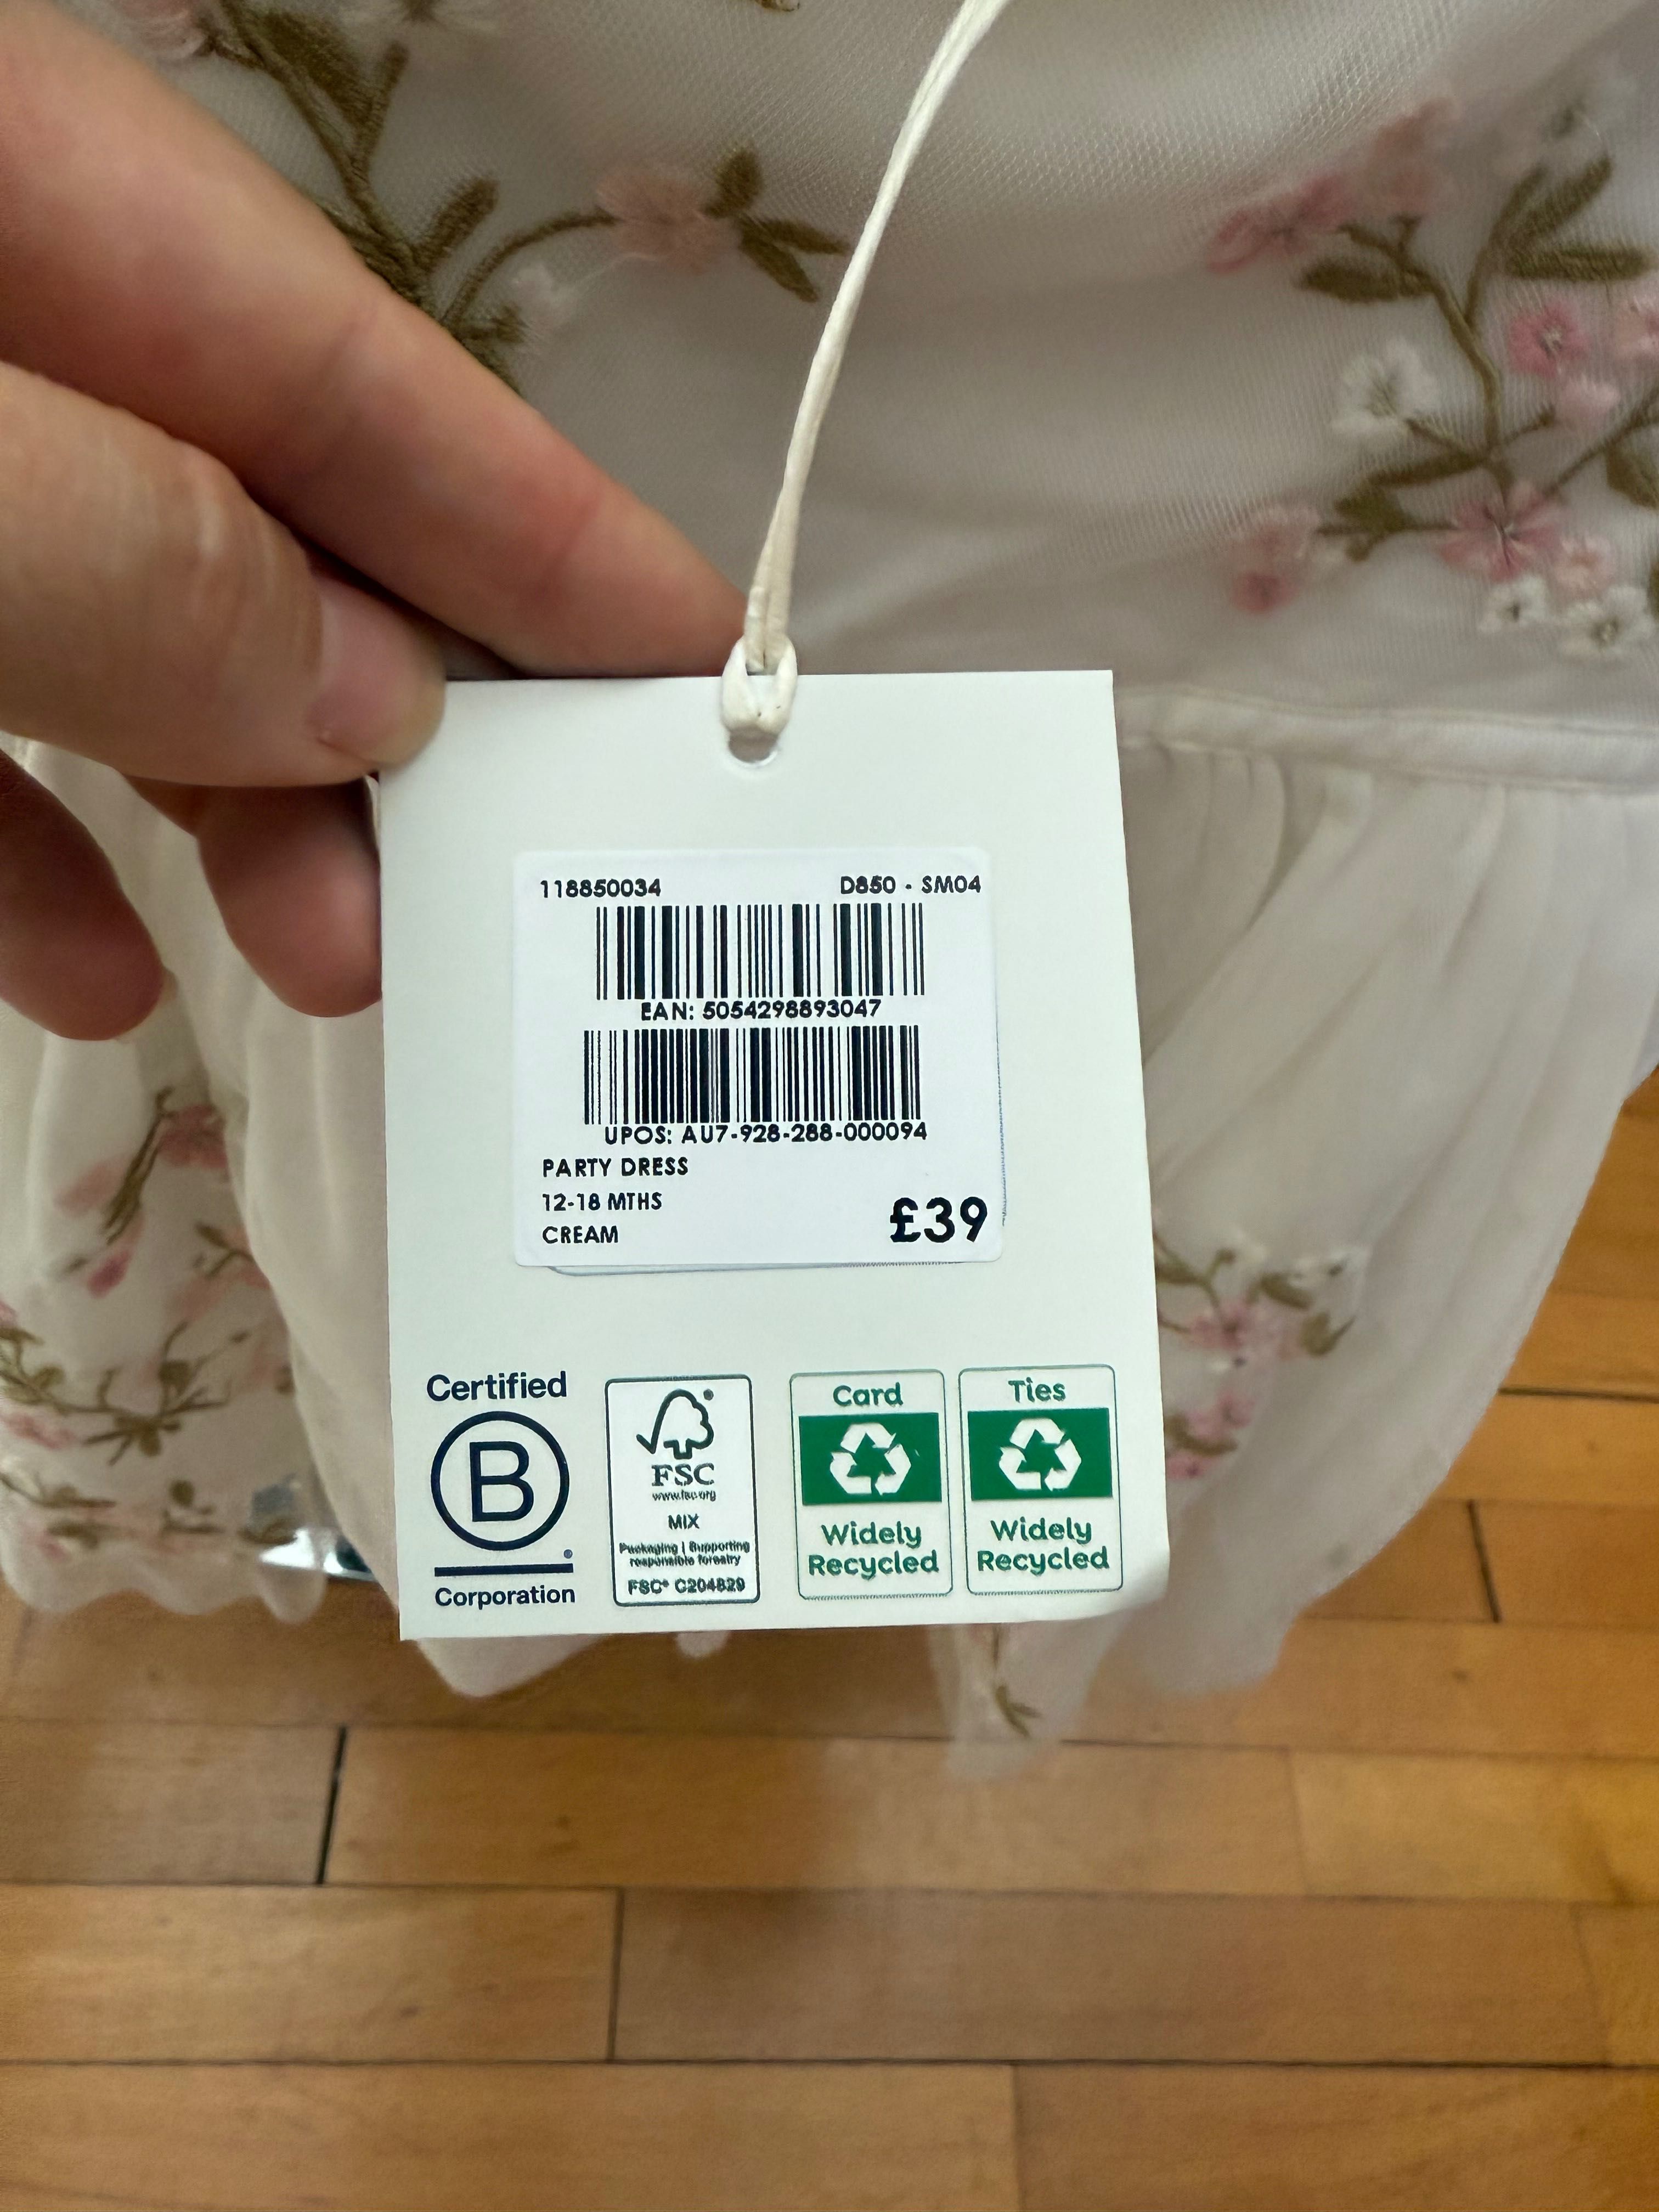 118850034 D850 - SM04
EAN: 5054298893047
UPOS: AU7-928-288-000094
PARTY DRESS
12-18 MTHS
CREAM
£39
Certified
B
®
Corporation
®
FSC
www.fsc.org
MIX
Packaging | Supporting
responsible forestry
FSC® C204829
Card
Widely
Recycled
Ties
Widely
Recycled